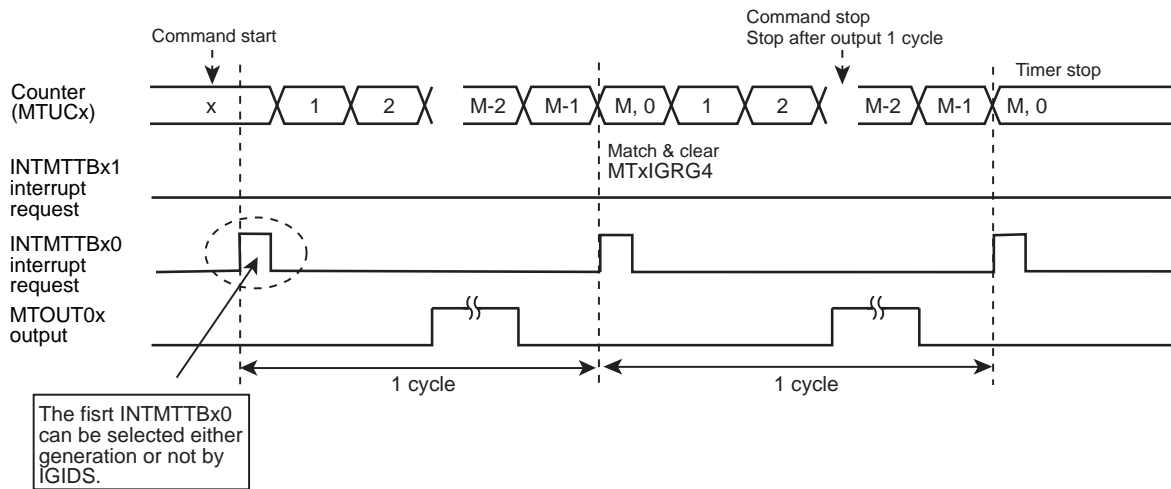 Command start
Command stop
Stop after output 1 cycle
Timer stop
Counter
(MTUCx)
x 1 2 M-2 M-1 M, 0 1 2 M-2 M-1 M, 0
Match & clear
MTxIGRG4
INTMTTBx1
interrupt
request
INTMTTBx0
interrupt
request
MTOUT0x
output
1 cycle 1 cycle
The fisrt INTMTTBx0
can be selected either
generation or not by
IGIDS.